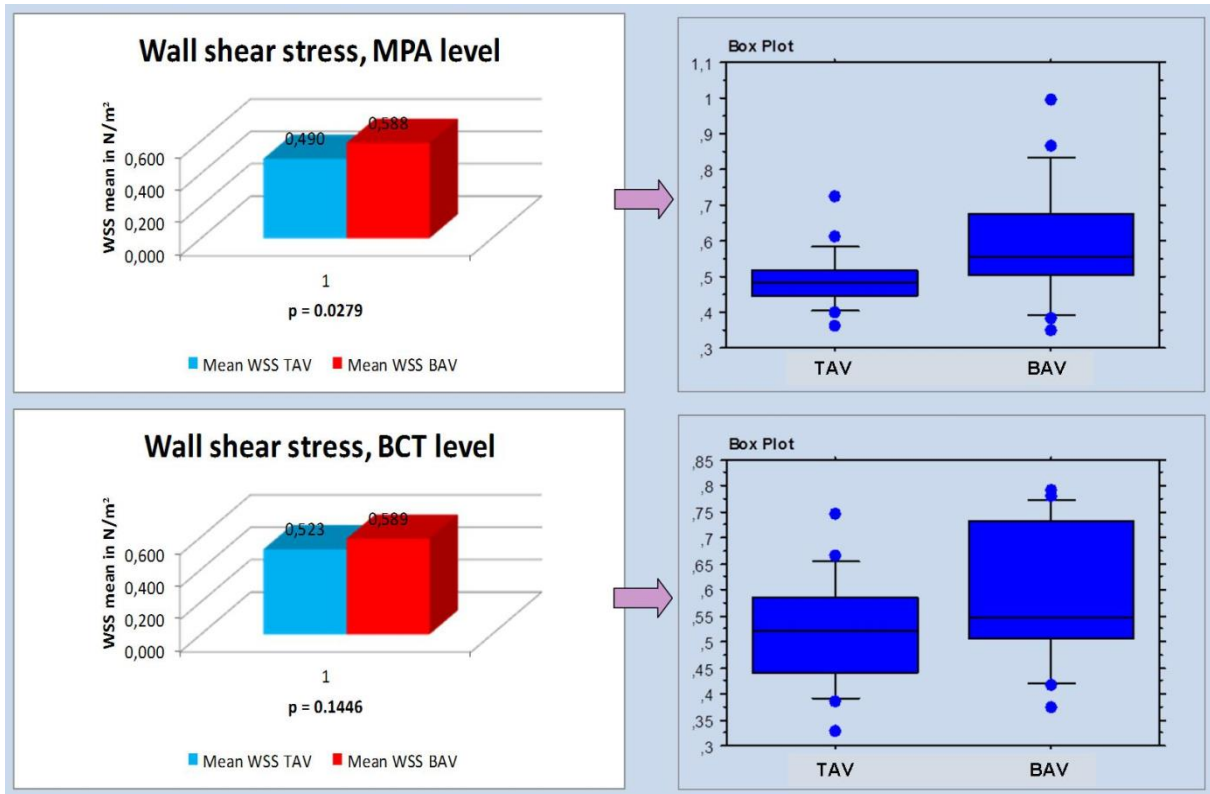 Wall shear stress, MPA level
WSS mean in N/m²
0,600
0,400
0,200
0,000
0,490
0,588
1
p = 0.0279
Mean WSS TAV Mean WSS BAV
Box Plot
1,1
1
,9
,8
,7
,6
,5
,4
,3
TAV BAV
Wall shear stress, BCT level
WSS mean in N/m²
0,600
0,400
0,200
0,000
0,523
0,589
1
p = 0.1446
Mean WSS TAV Mean WSS BAV
Box Plot
,85
,8
,75
,7
,65
,6
,55
,5
,45
,4
,35
,3
TAV BAV